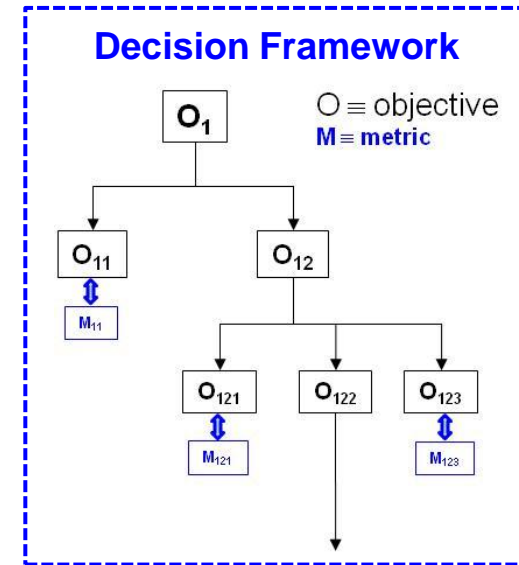 Decision Framework
O₁
O ≡ objective
M ≡ metric
O₁₁
O₁₂
M₁₁
O₁₂₁
O₁₂₂
O₁₂₃
M₁₂₁
M₁₂₃